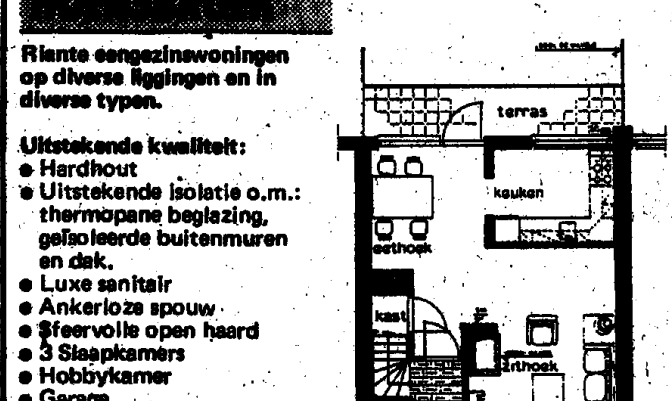 Riante eengezinswoningen
op diverse liggingen en in
diverse typen.
Uitstekende kwaliteit:
● Hardhout
● Uitstekende isolatie o.m.:
thermopane beglazing,
geïsoleerde buitenmuren
en dak.
● Luxe sanitair
● Ankerloze spouw
● Sfeervolle open haard
● 3 Slaapkamers
● Hobbykamer
● Garage
terras
keuken
eethoek
kast
zithoek